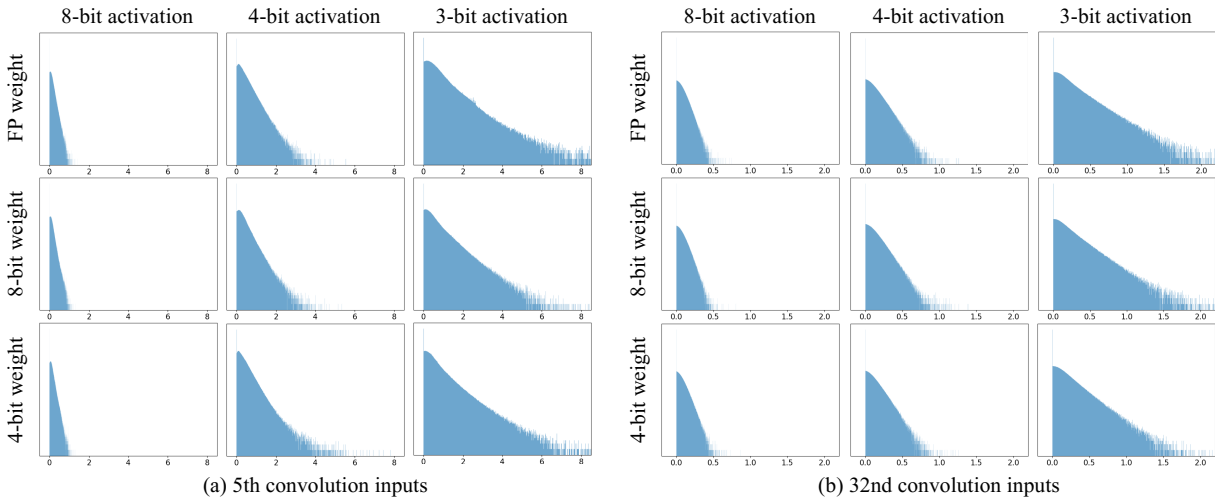 8-bit activation 4-bit activation 3-bit activation 8-bit activation 4-bit activation 3-bit activation
FP weight
0 2 4 6 8 0 2 4 6 8 0 2 4 6 8
FP weight
0.0 0.5 1.0 1.5 2.0 0.0 0.5 1.0 1.5 2.0 0.0 0.5 1.0 1.5 2.0
8-bit weight
0 2 4 6 8 0 2 4 6 8 0 2 4 6 8
8-bit weight
0.0 0.5 1.0 1.5 2.0 0.0 0.5 1.0 1.5 2.0 0.0 0.5 1.0 1.5 2.0
4-bit weight
0 2 4 6 8 0 2 4 6 8 0 2 4 6 8
4-bit weight
0.0 0.5 1.0 1.5 2.0 0.0 0.5 1.0 1.5 2.0 0.0 0.5 1.0 1.5 2.0
(a) 5th convolution inputs
(b) 32nd convolution inputs